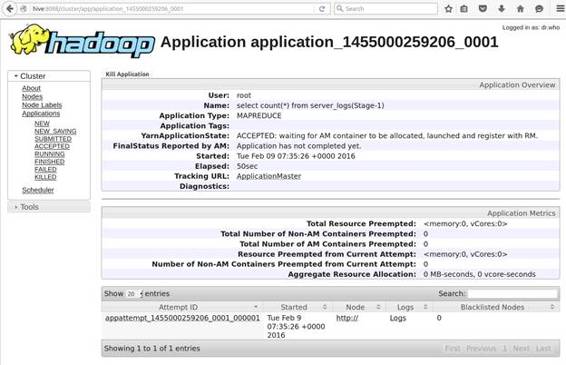 hive:8088/cluster/app/application_1455000259206_0001
Search
Logged in as: dr.who
hadoop
Application application_1455000259206_0001
Cluster
About
Nodes
Node Labels
Applications
NEW
NEW_SAVING
SUBMITTED
ACCEPTED
RUNNING
FINISHED
FAILED
KILLED
Scheduler
Tools
Kill Application
Application Overview
User: root
Name: select count(*) from server_logs(Stage-1)
Application Type: MAPREDUCE
Application Tags:
YarnApplicationState: ACCEPTED: waiting for AM container to be allocated, launched and register with RM.
FinalStatus Reported by AM: Application has not completed yet.
Started: Tue Feb 09 07:35:26 +0000 2016
Elapsed: 50sec
Tracking URL: ApplicationMaster
Diagnostics:
Application Metrics
Total Resource Preempted: <memory:0, vCores:0>
Total Number of Non-AM Containers Preempted: 0
Total Number of AM Containers Preempted: 0
Resource Preempted from Current Attempt: <memory:0, vCores:0>
Number of Non-AM Containers Preempted from Current Attempt: 0
Aggregate Resource Allocation: 0 MB-seconds, 0 vcore-seconds
Show 20 entries Search:
Attempt ID Started Node Logs Blacklisted Nodes
appattempt_1455000259206_0001_000001 Tue Feb 9 http:// Logs 0
07:35:26 +0000
2016
Showing 1 to 1 of 1 entries First Previous 1 Next Last